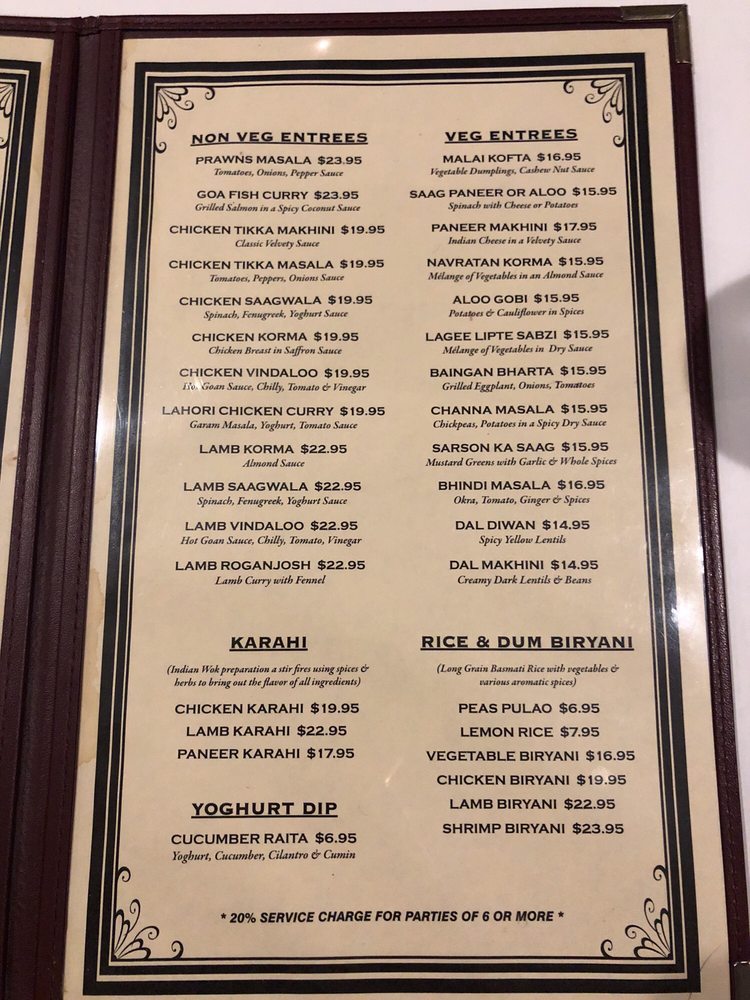 NON VEG ENTREES
PRAWNS MASALA $23.95
Tomatoes, Onions, Pepper Sauce
GOA FISH CURRY $23.95
Grilled Salmon in a Spicy Coconut Sauce
CHICKEN TIKKA MAKHINI $19.95
Classic Velvety Sauce
CHICKEN TIKKA MASALA $19.95
Tomatoes, Peppers, Onions Sauce
CHICKEN SAAGWALA $19.95
Spinach, Fenugreek, Yoghurt Sauce
CHICKEN KORMA $19.95
Chicken Breast in Saffron Sauce
CHICKEN VINDALOO $19.95
Hot Goan Sauce, Chilly, Tomato & Vinegar
LAHORI CHICKEN CURRY $19.95
Garam Masala, Yoghurt, Tomato Sauce
LAMB KORMA $22.95
Almond Sauce
LAMB SAAGWALA $22.95
Spinach, Fenugreek, Yoghurt Sauce
LAMB VINDALOO $22.95
Hot Goan Sauce, Chilly, Tomato, Vinegar
LAMB ROGANJOSH $22.95
Lamb Curry with Fennel
KARAHI
(Indian Wok preparation a stir fires using spices &
herbs to bring out the flavor of all ingredients)
CHICKEN KARAHI $19.95
LAMB KARAHI $22.95
PANEER KARAHI $17.95
YOGHURT DIP
CUCUMBER RAITA $6.95
Yoghurt, Cucumber, Cilantro & Cumin
VEG ENTREES
MALAI KOFTA $16.95
Vegetable Dumplings, Cashew Nut Sauce
SAAG PANEER OR ALOO $15.95
Spinach with Cheese or Potatoes
PANEER MAKHINI $17.95
Indian Cheese in a Velvety Sauce
NAVRATAN KORMA $15.95
Mélange of Vegetables in an Almond Sauce
ALOO GOBI $15.95
Potatoes & Cauliflower in Spices
LAGEE LIPTE SABZI $15.95
Mélange of Vegetables in Dry Sauce
BAINGAN BHARTA $15.95
Grilled Eggplant, Onions, Tomatoes
CHANNA MASALA $15.95
Chickpeas, Potatoes in a Spicy Dry Sauce
SARSON KA SAAG $15.95
Mustard Greens with Garlic & Whole Spices
BHINDI MASALA $16.95
Okra, Tomato, Ginger & Spices
DAL DIWAN $14.95
Spicy Yellow Lentils
DAL MAKHINI $14.95
Creamy Dark Lentils & Beans
RICE & DUM BIRYANI
(Long Grain Basmati Rice with vegetables &
various aromatic spices)
PEAS PULAO $6.95
LEMON RICE $7.95
VEGETABLE BIRYANI $16.95
CHICKEN BIRYANI $19.95
LAMB BIRYANI $22.95
SHRIMP BIRYANI $23.95
* 20% SERVICE CHARGE FOR PARTIES OF 6 OR MORE *